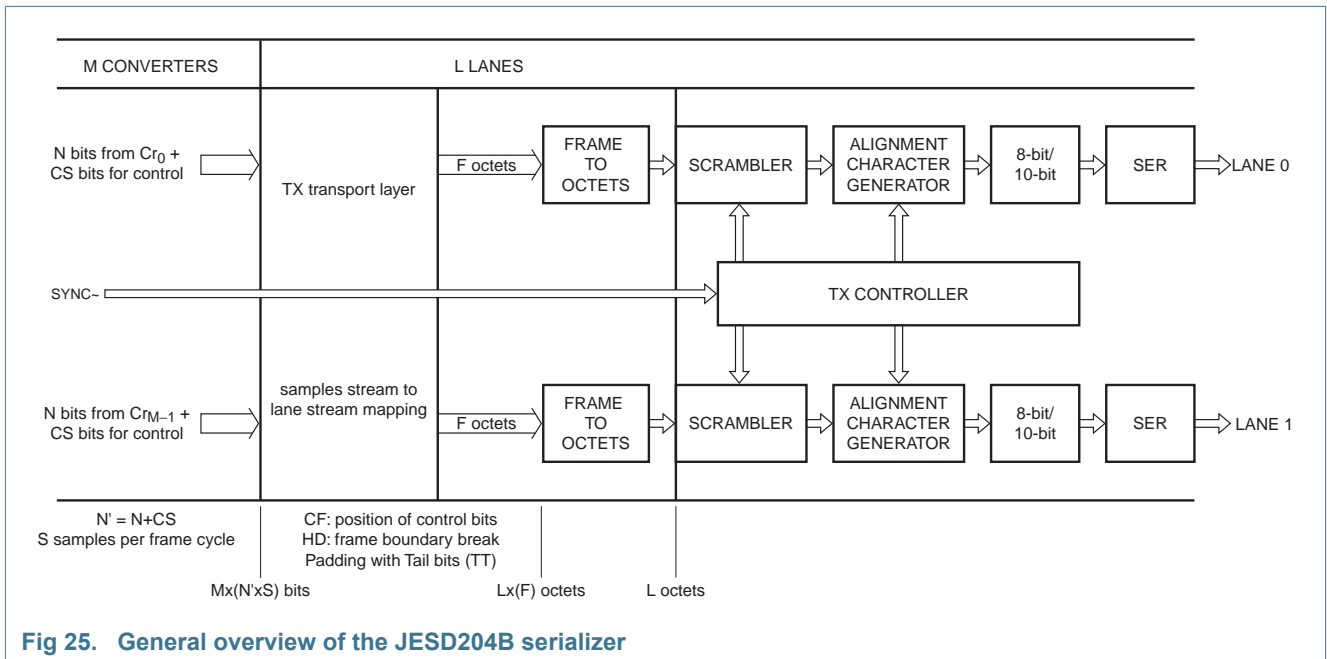 M CONVERTERS
L LANES
N bits from Cr0 +
CS bits for control
TX transport layer
F octets
FRAME
TO
OCTETS
SCRAMBLER
ALIGNMENT
CHARACTER
GENERATOR
8-bit/
10-bit
SER
LANE 0
SYNC~
TX CONTROLLER
N bits from CrM–1 +
CS bits for control
samples stream to
lane stream mapping
F octets
FRAME
TO
OCTETS
SCRAMBLER
ALIGNMENT
CHARACTER
GENERATOR
8-bit/
10-bit
SER
LANE 1
N' = N+CS
S samples per frame cycle
CF: position of control bits
HD: frame boundary break
Padding with Tail bits (TT)
Mx(N'xS) bits
Lx(F) octets
L octets
Fig 25. General overview of the JESD204B serializer